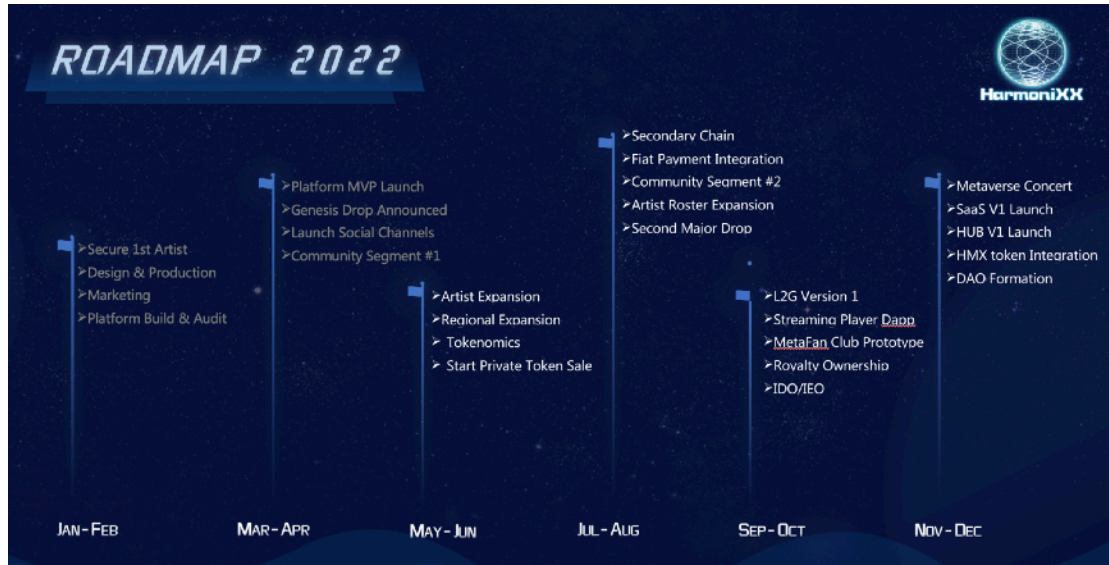 ROADMAP 2022
HarmoniXX
➢Secure 1st Artist
➢Design & Production
➢Marketing
➢Platform Build & Audit
JAN-FEB
➢Platform MVP Launch
➢Genesis Drop Announced
➢Launch Social Channels
➢Community Segment #1
MAR-APR
➢Artist Expansion
➢Regional Expansion
➢ Tokenomics
➢ Start Private Token Sale
MAY-JUN
➢Secondary Chain
➢Fiat Payment Integration
➢Community Segment #2
➢Artist Roster Expansion
➢Second Major Drop
JUL-AUG
➢L2G Version 1
➢Streaming Player Dapp
➢MetaFan Club Prototype
➢Royalty Ownership
➢IDO/IEO
SEP-OCT
➢Metaverse Concert
➢SaaS V1 Launch
➢HUB V1 Launch
➢HMX token Integration
➢DAO Formation
NOV-DEC